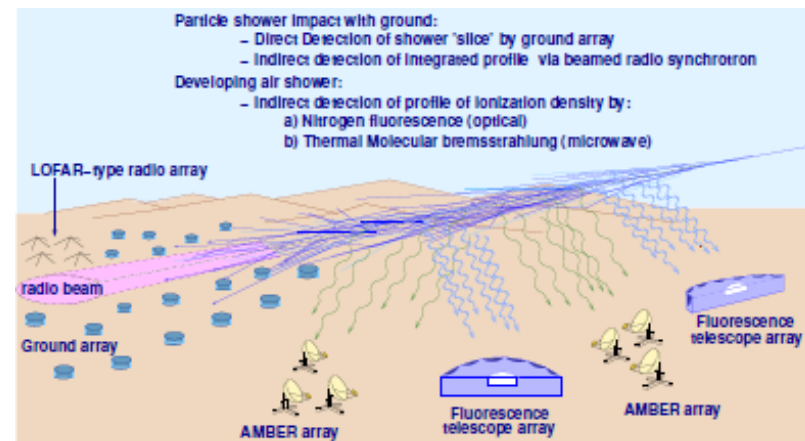 Particle shower impact with ground:
– Direct Detection of shower "slice" by ground array
– Indirect detection of integrated profile via beamed radio synchrotron
Developing air shower:
– Indirect detection of profile of ionization density by:
a) Nitrogen fluorescence (optical)
b) Thermal Molecular bremsstrahlung (microwave)
LOFAR–type radio array
radio beam
Ground array
Fluorescence
telescope array
AMBER array
Fluorescence
telescope array
AMBER array